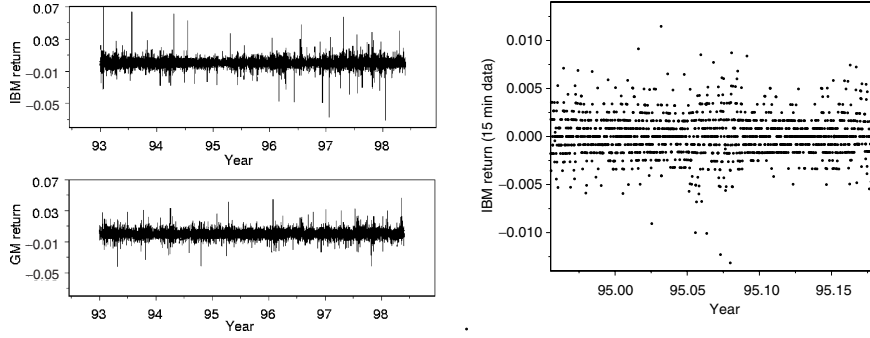 0.07
0.03
−0.01
−0.05
IBM return
93 94 95 96 97 98
Year
0.07
0.03
−0.01
−0.05
GM return
93 94 95 96 97 98
Year
0.010
0.005
0.000
−0.005
−0.010
IBM return (15 min data)
95.00 95.05 95.10 95.15
Year